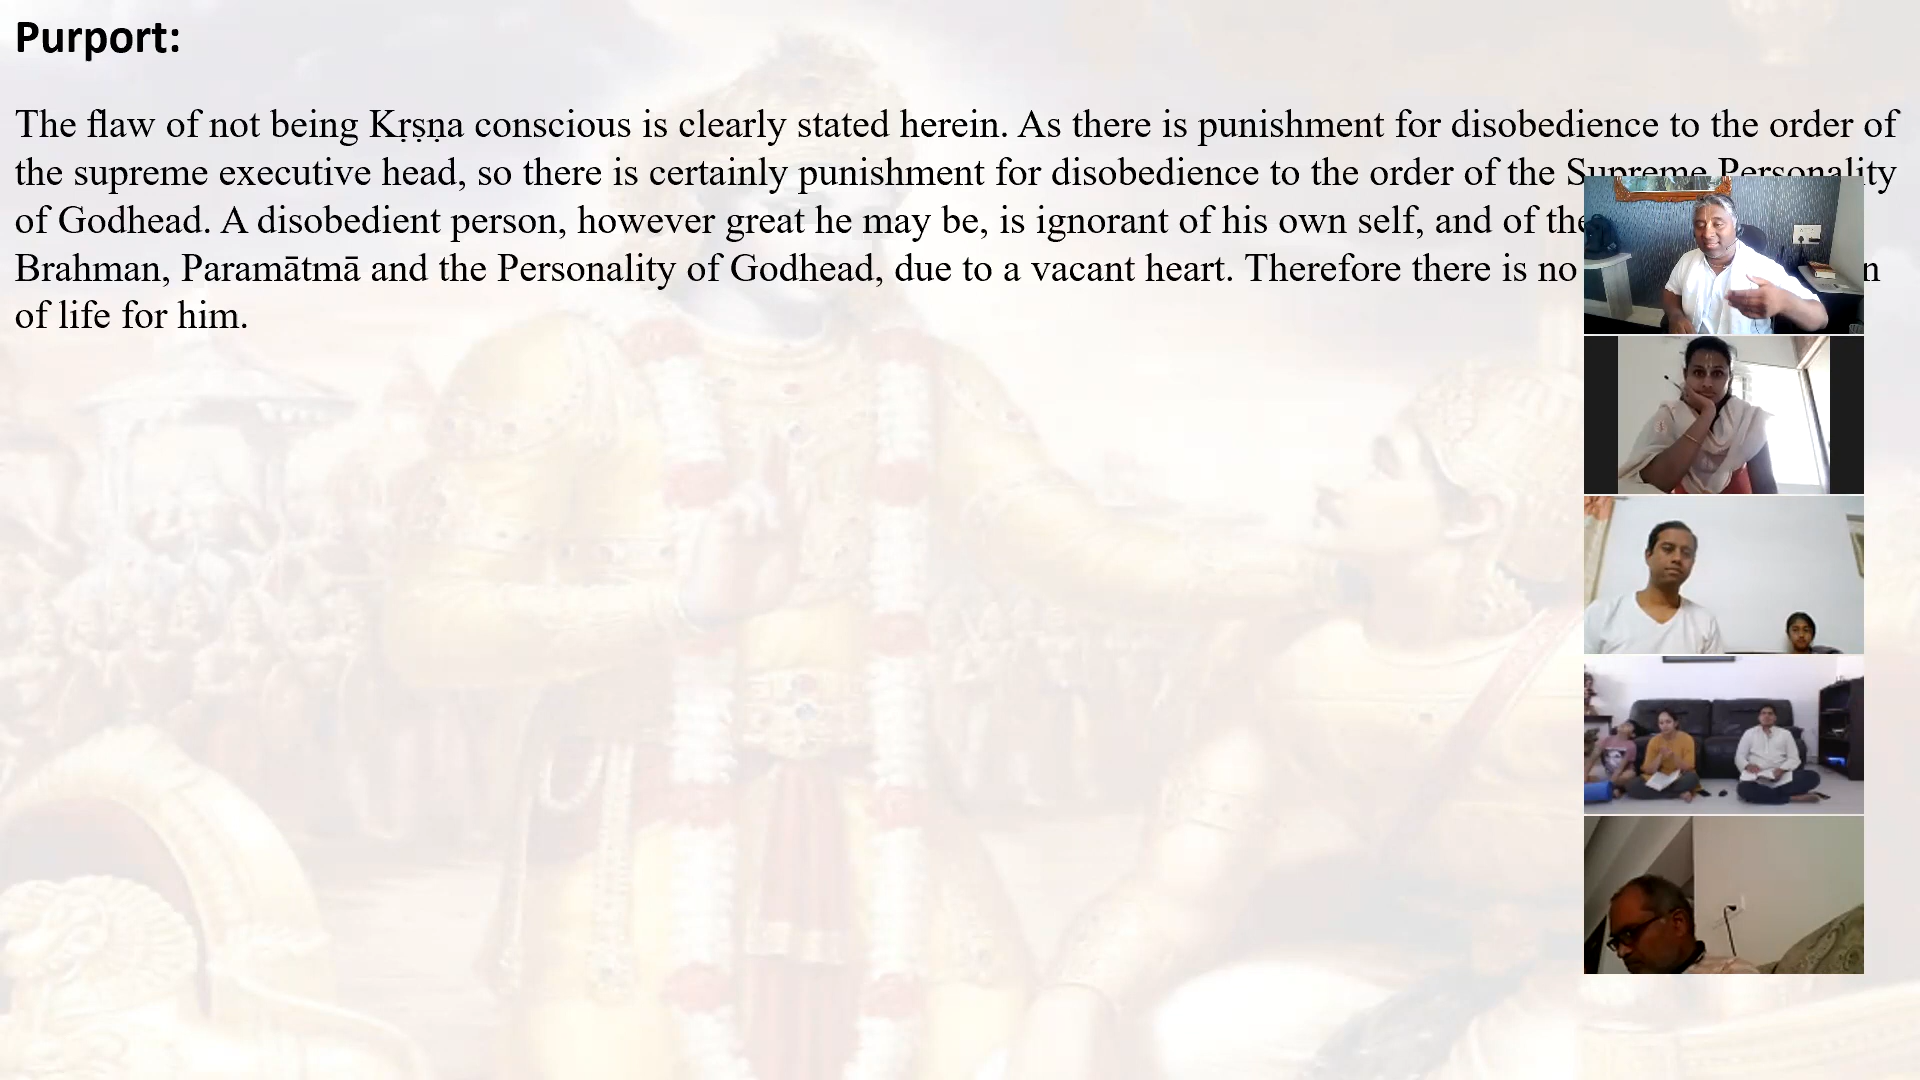 Purport:
The flaw of not being Kṛṣṇa conscious is clearly stated herein. As there is punishment for disobedience to the order of
the supreme executive head, so there is certainly punishment for disobedience to the order of the Supreme Personality
of Godhead. A disobedient person, however great he may be, is ignorant of his own self, and of the
Brahman, Paramātmā and the Personality of Godhead, due to a vacant heart. Therefore there is no
of life for him.